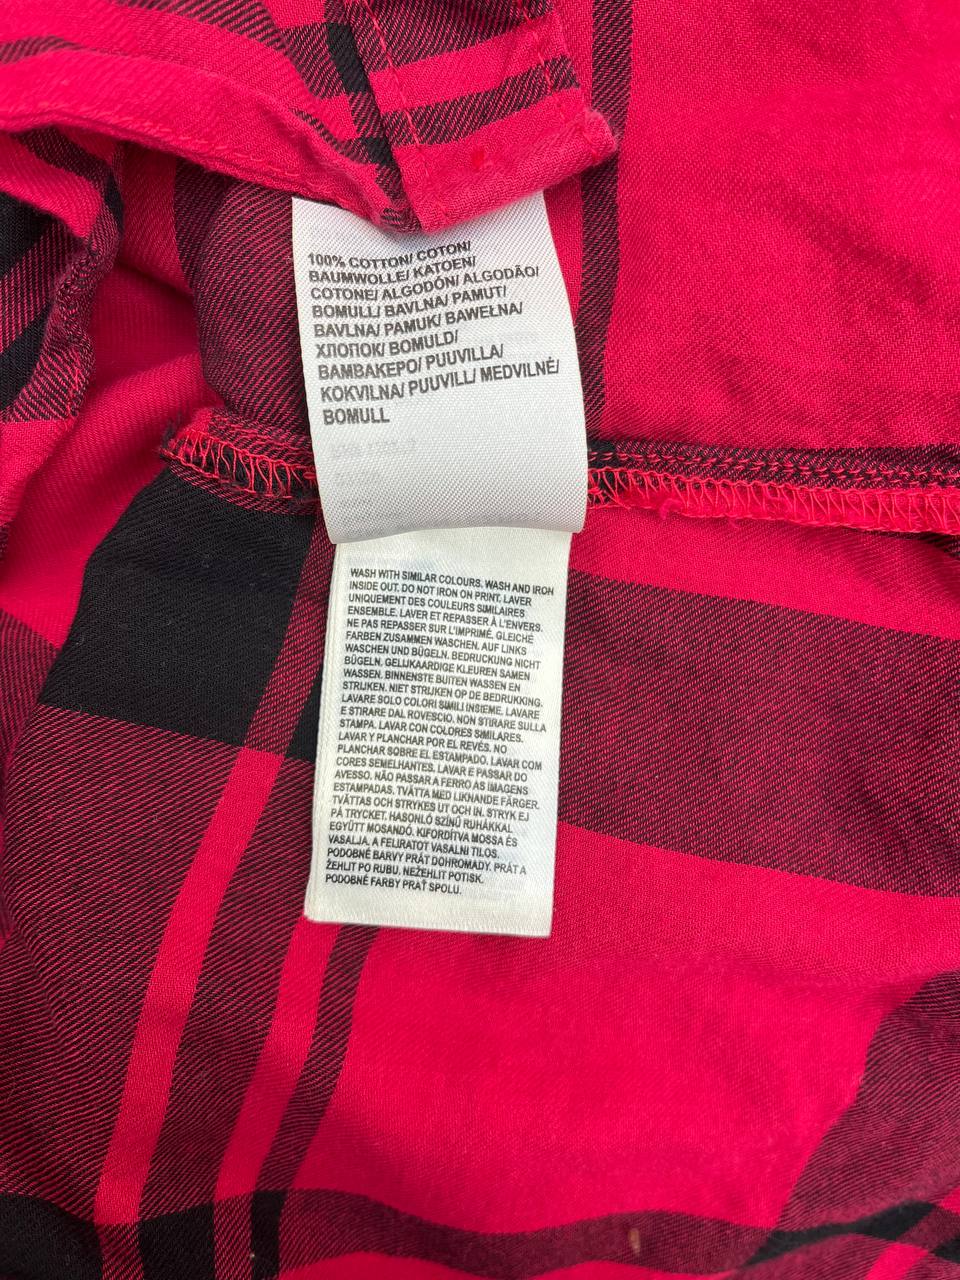 100% COTTON/ COTON/
BAUMWOLLE/ KATOEN/
COTONE/ ALGODÓN/ ALGODÃO/
BOMULL/ BAVLNA/ PAMUT/
BAVLNA/ PAMUK/ BAWEŁNA/
ХЛОПОК/ BOMULD/
ΒΑΜΒΑΚΕΡΟ/ PUUVILLA/
KOKVILNA/ PUUVILL/ MEDVILNĖ/
BOMULL
WASH WITH SIMILAR COLOURS. WASH AND IRON
INSIDE OUT. DO NOT IRON ON PRINT. LAVER
UNIQUEMENT DES COULEURS SIMILAIRES
ENSEMBLE. LAVER ET REPASSER À L'ENVERS.
NE PAS REPASSER SUR L'IMPRIMÉ. GLEICHE
FARBEN ZUSAMMEN WASCHEN. AUF LINKS
WASCHEN UND BÜGELN. BEDRUCKUNG NICHT
BÜGELN. GELIJKAARDIGE KLEUREN SAMEN
WASSEN. BINNENSTE BUITEN WASSEN EN
STRIJKEN. NIET STRIJKEN OP DE BEDRUKKING.
LAVARE SOLO COLORI SIMILI INSIEME. LAVARE
E STIRARE DAL ROVESCIO. NON STIRARE SULLA
STAMPA. LAVAR CON COLORES SIMILARES.
LAVAR Y PLANCHAR POR EL REVÉS. NO
PLANCHAR SOBRE EL ESTAMPADO. LAVAR COM
CORES SEMELHANTES. LAVAR E PASSAR DO
AVESSO. NÃO PASSAR A FERRO AS IMAGENS
ESTAMPADAS. TVÄTTA MED LIKNANDE FÄRGER.
TVÄTTAS OCH STRYKES UT OCH IN. STRYK EJ
PÅ TRYCKET. HASONLÓ SZÍNŰ RUHÁKKAL
EGYÜTT MOSANDÓ. KIFORDÍTVA MOSSA ÉS
VASALJA. A FELIRATOT VASALNI TILOS.
PODOBNÉ BARVY PRÁT DOHROMADY. PRÁT A
ŽEHLIT PO RUBU. NEŽEHLIT POTISK.
PODOBNÉ FARBY PRAŤ SPOLU.